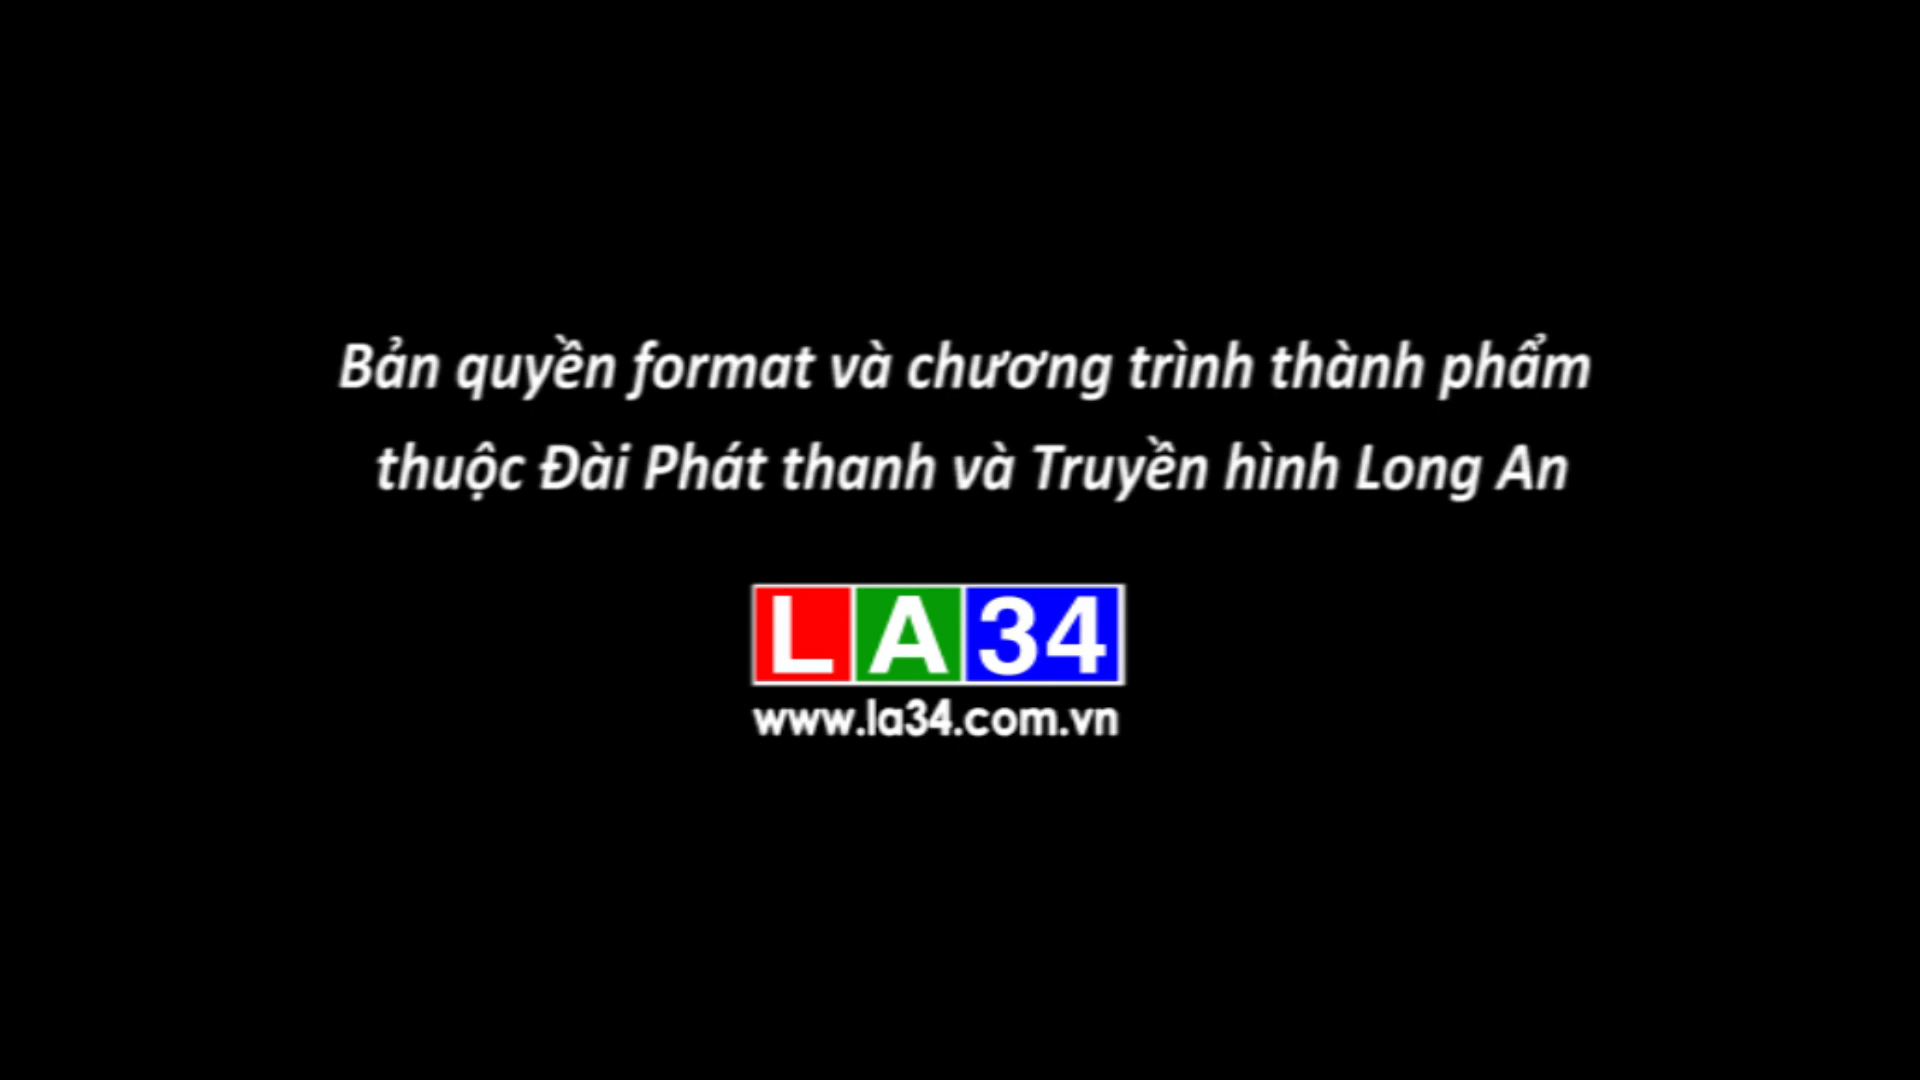 Bản quyền format và chương trình thành phẩm
thuộc Đài Phát thanh và Truyền hình Long An
LA34
www.la34.com.vn